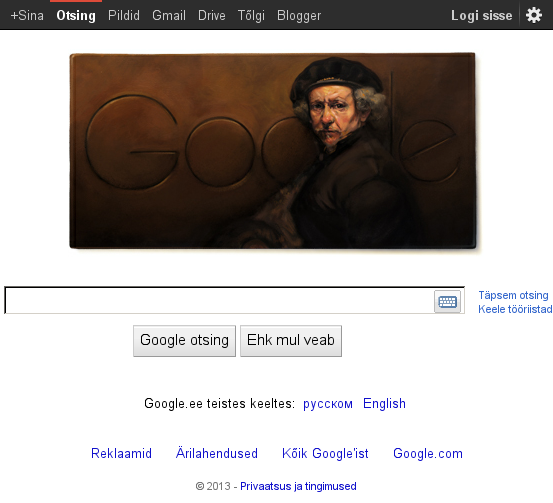 +Sina Otsing Pildid Gmail Drive Tõlgi Blogger Logi sisse
Google
Täpsem otsing
Keele tööriistad
Google otsing Ehk mul veab
Google.ee teistes keeltes: русском English
Reklaamid Ärilahendused Kõik Google'ist Google.com
© 2013 - Privaatsus ja tingimused